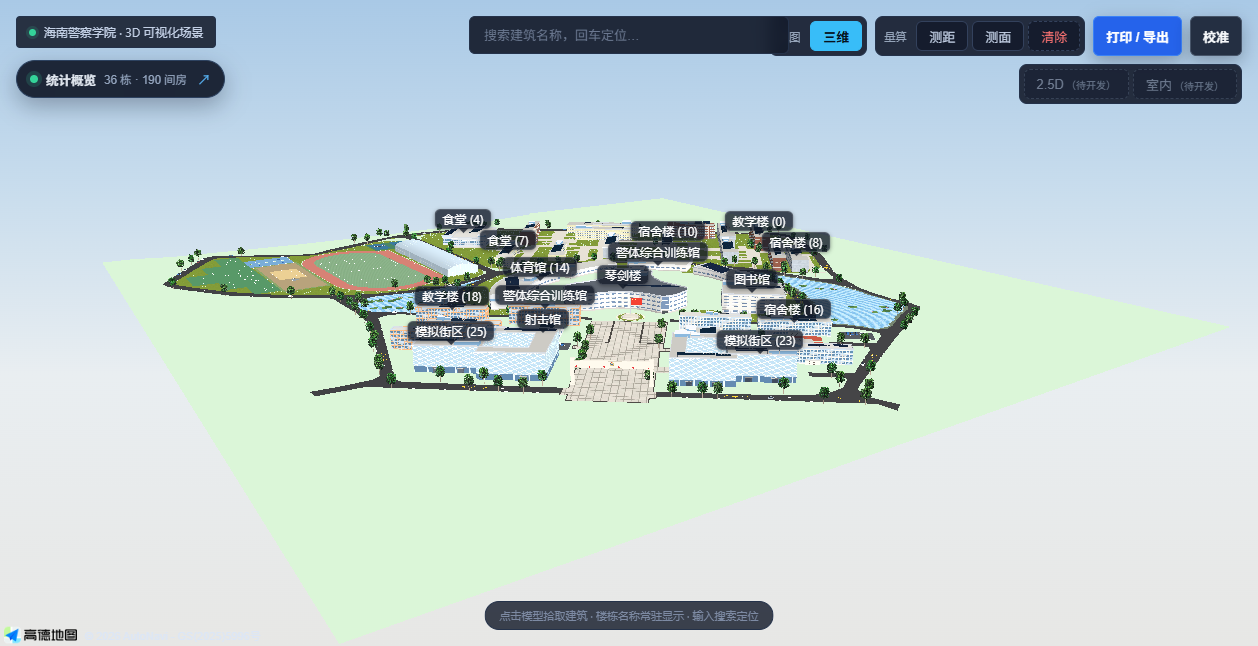 海南警察学院 · 3D 可视化场景
搜索建筑名称，回车定位...
图
三维
量算
测距
测面
清除
打印 / 导出
校准
统计概览 36 栋 · 190 间房 ↗
2.5D（待开发）
室内（待开发）
食堂 (4)
教学楼 (0)
宿舍楼 (10)
食堂 (7)
宿舍楼 (8)
警体综合训练馆
体育馆 (14)
琴剑楼
图书馆
教学楼 (18)
警体综合训练馆
宿舍楼 (16)
射击馆
模拟街区 (25)
模拟街区 (23)
点击模型拾取建筑 · 楼栋名称常驻显示 · 输入搜索定位
高德地图